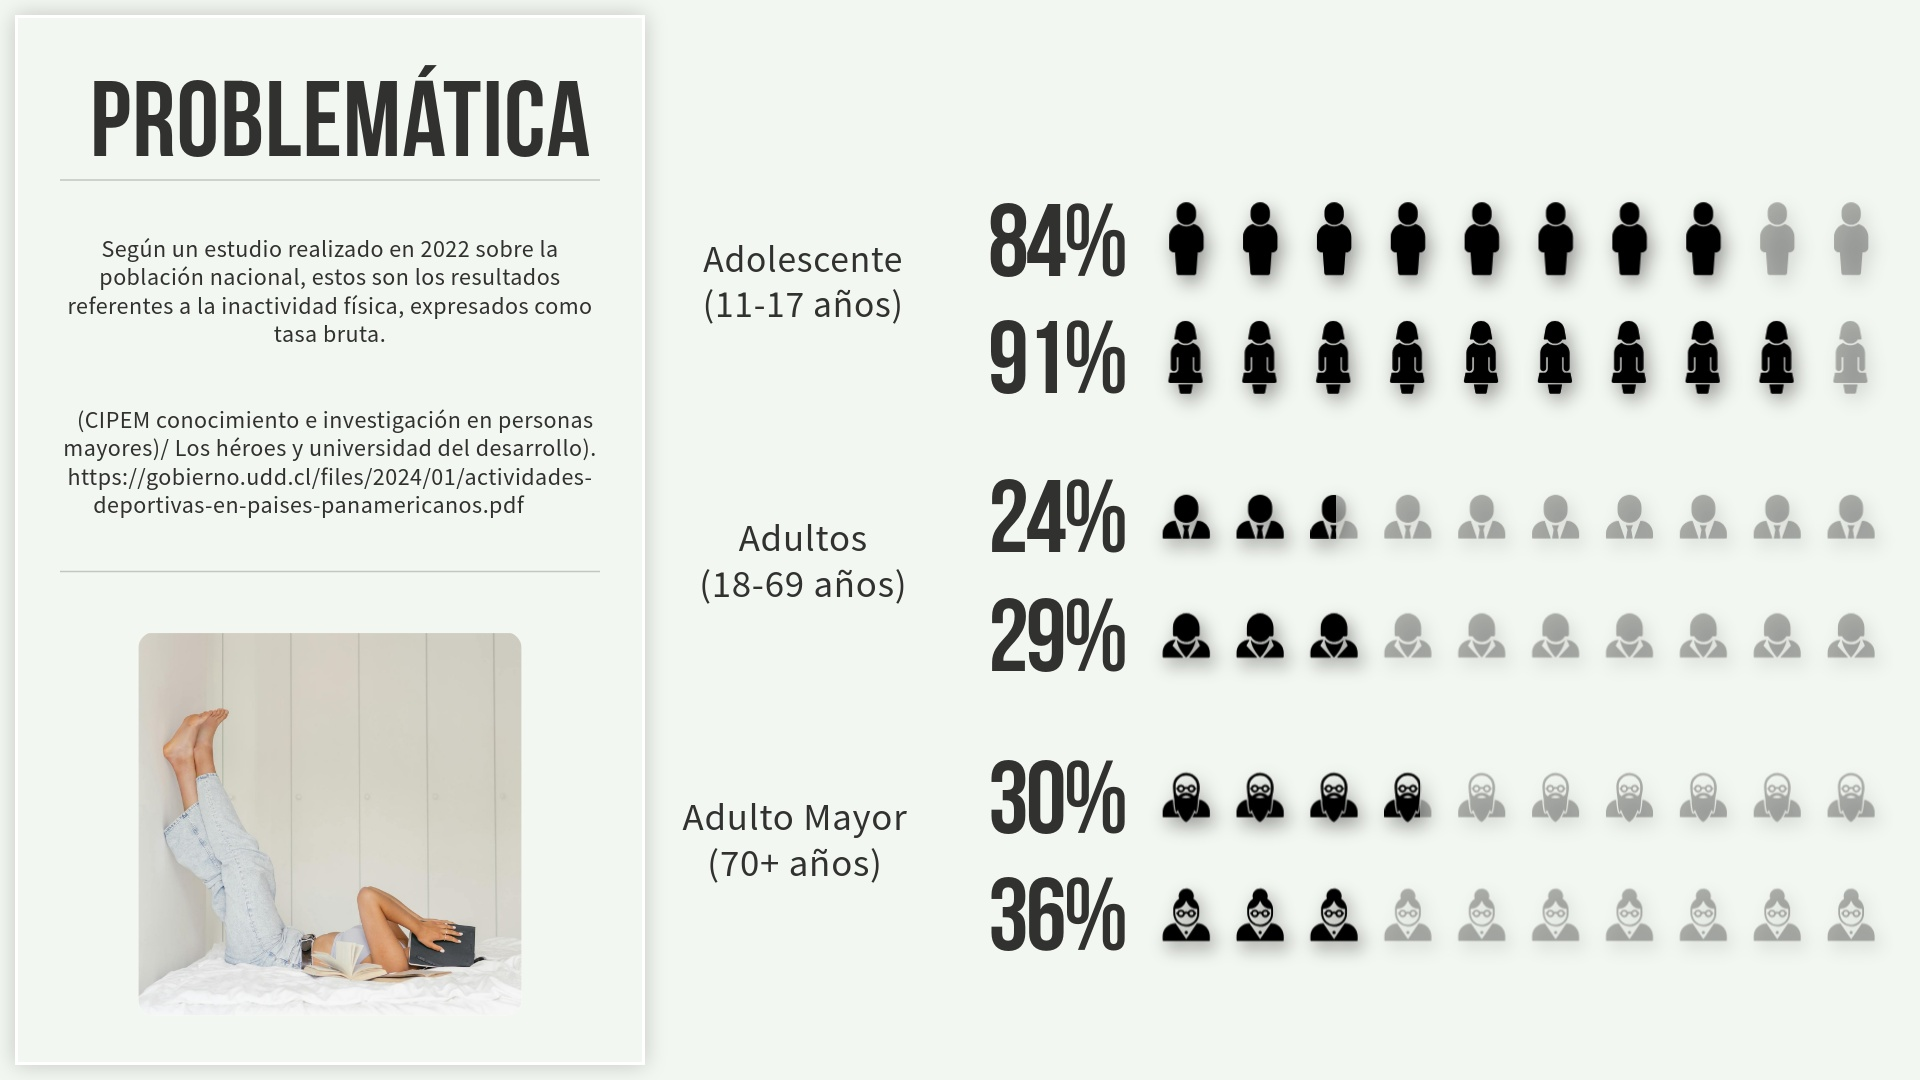 PROBLEMÁTICA
Según un estudio realizado en 2022 sobre la
población nacional, estos son los resultados
referentes a la inactividad física, expresados como
tasa bruta.
(CIPEM conocimiento e investigación en personas
mayores)/ Los héroes y universidad del desarrollo).
https://gobierno.udd.cl/files/2024/01/actividades-
deportivas-en-paises-panamericanos.pdf
Adolescente
(11-17 años)
84%
91%
Adultos
(18-69 años)
24%
29%
Adulto Mayor
(70+ años)
30%
36%